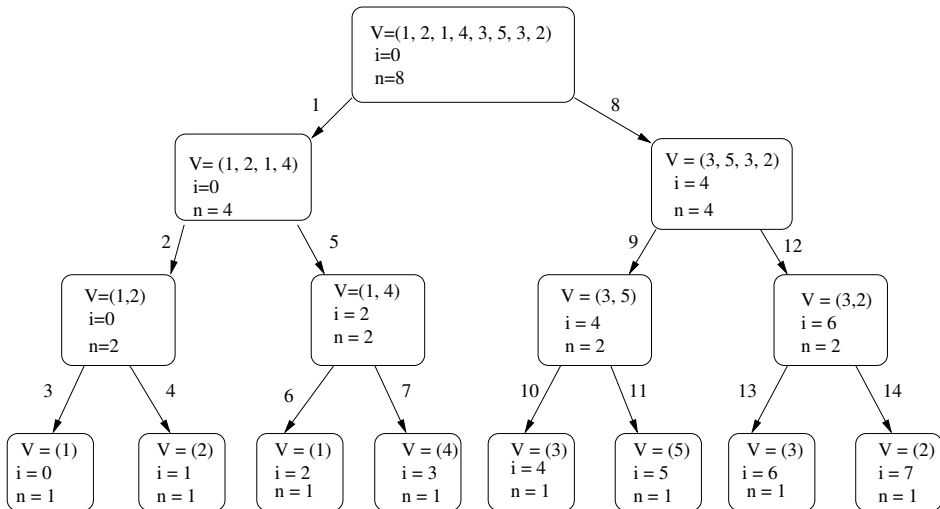 V=(1, 2, 1, 4, 3, 5, 3, 2)
i=0
n=8
1
8
V= (1, 2, 1, 4)
i=0
n = 4
V = (3, 5, 3, 2)
i = 4
n = 4
2
5
9
12
V=(1,2)
i=0
n=2
V=(1, 4)
i = 2
n = 2
V = (3, 5)
i = 4
n = 2
V = (3,2)
i = 6
n = 2
3
4
6
7
10
11
13
14
V = (1)
i = 0
n = 1
V = (2)
i = 1
n = 1
V = (1)
i = 2
n = 1
V = (4)
i = 3
n = 1
V = (3)
i = 4
n = 1
V = (5)
i = 5
n = 1
V = (3)
i = 6
n = 1
V = (2)
i = 7
n = 1